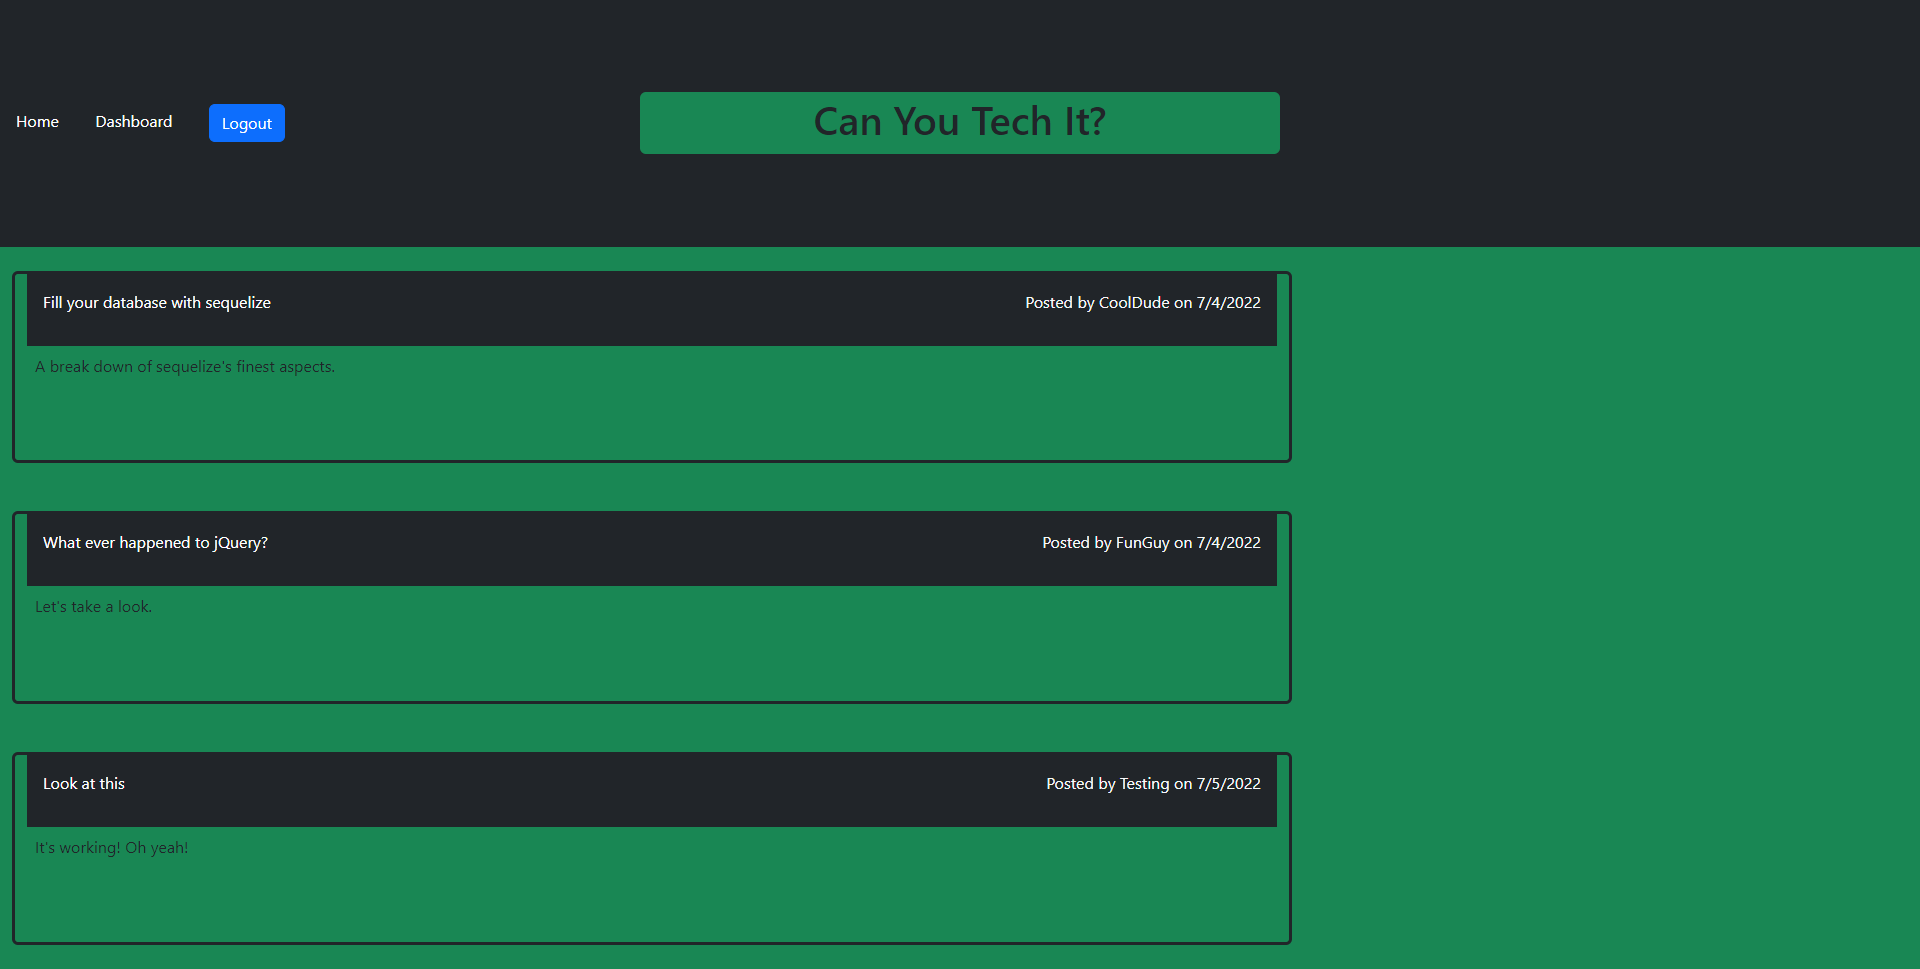 Home Dashboard Logout
Can You Tech It?
Fill your database with sequelize Posted by CoolDude on 7/4/2022
A break down of sequelize's finest aspects.
What ever happened to jQuery? Posted by FunGuy on 7/4/2022
Let's take a look.
Look at this Posted by Testing on 7/5/2022
It's working! Oh yeah!